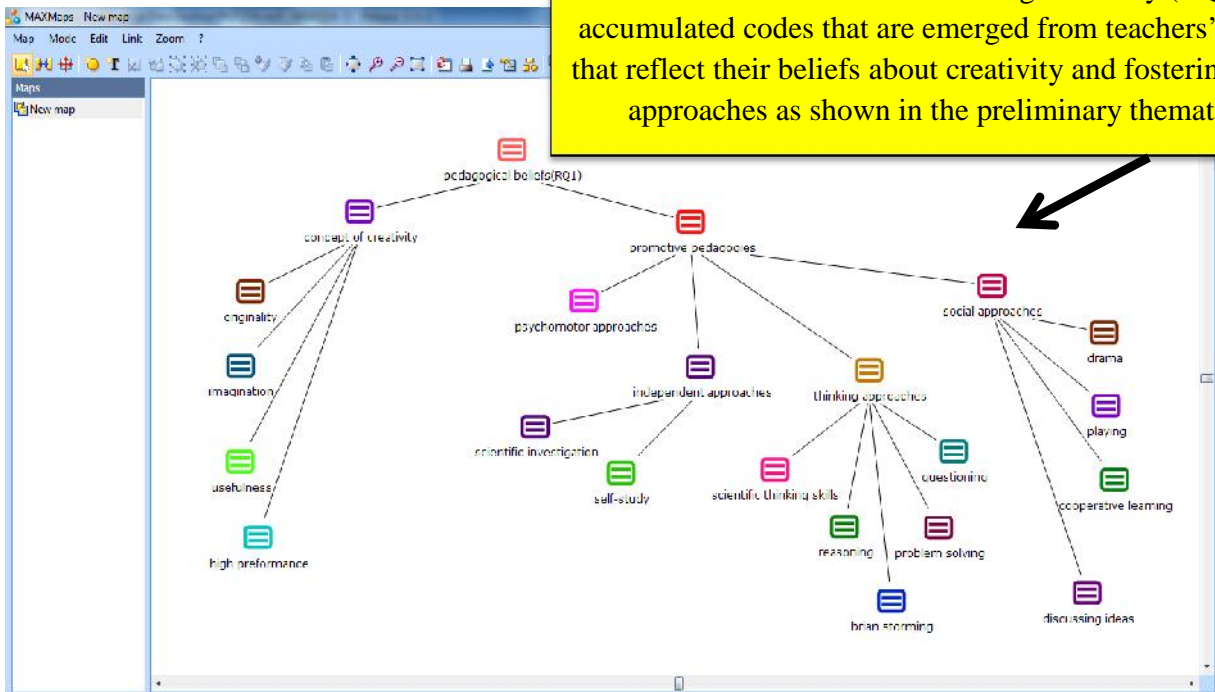 MAXMaps New map
accumulated codes that are emerged from teachers'
that reflect their beliefs about creativity and fosterin
approaches as shown in the preliminary themat
Map Mode Edit Link Zoom ?
Maps
New map
pedagogical beliefs(RQ1)
concept of creativity
promotive pedagogies
originality
psychomotor approaches
social approaches
drama
imagination
independent approaches
thinking approaches
playing
scientific investigation
usefulness
self-study
scientific thinking skills
questioning
cooperative learning
high preformance
reasoning
problem solving
brian storming
discussing ideas